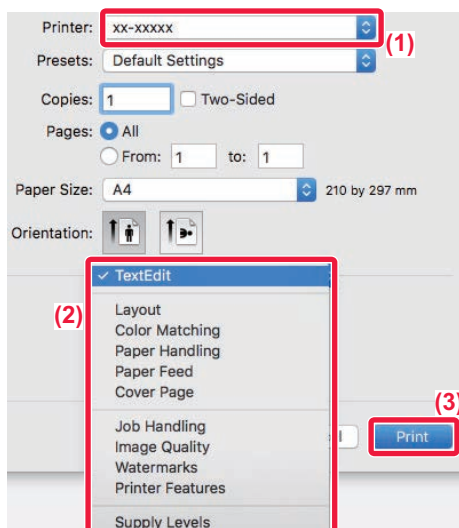 Printer: xx-xxxxx
(1)
Presets: Default Settings
Copies: 1 Two-Sided
Pages: All
From: 1 to: 1
Paper Size: A4 210 by 297 mm
Orientation:
✓ TextEdit
(2)
Layout
Color Matching
Paper Handling
Paper Feed
Cover Page
(3)
Job Handling
Image Quality
Watermarks
Printer Features
Print
Supply Levels